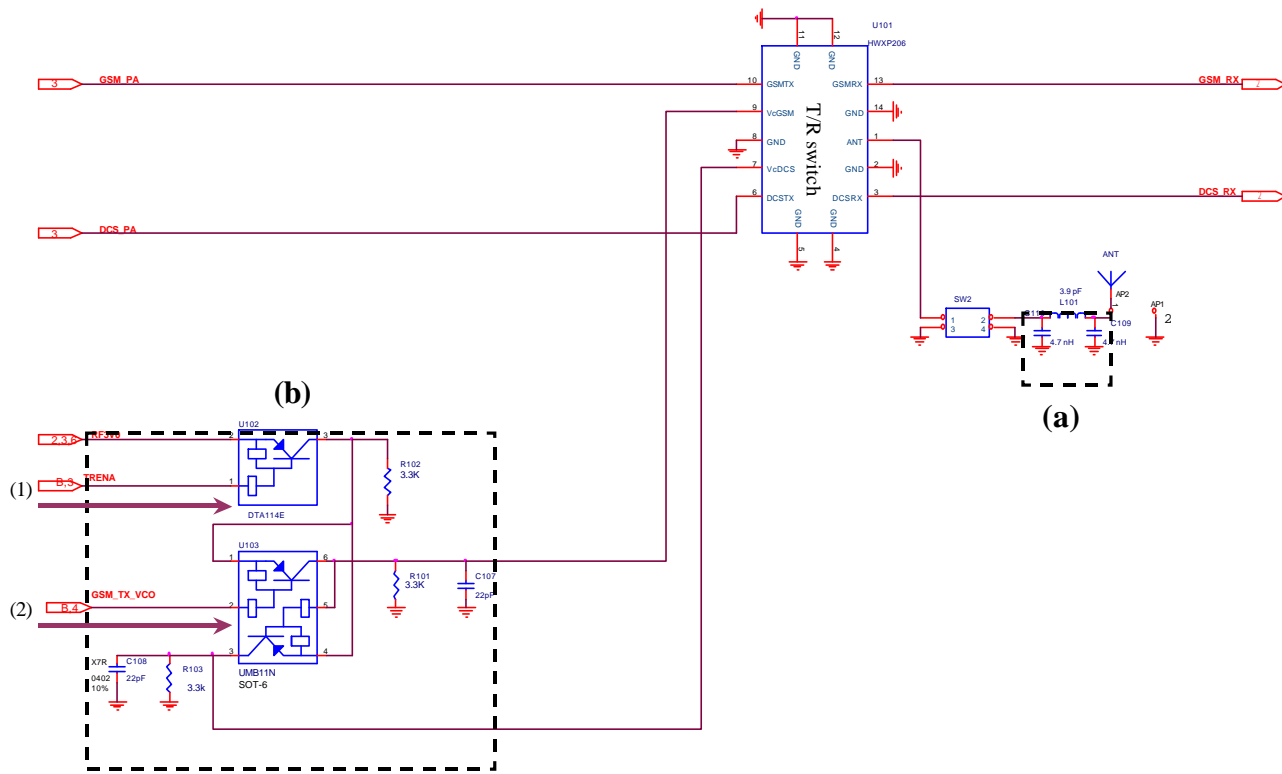 U101
HWXP206
11
12
GND
GND
3
GSM_PA
10
GSMTX
GSMRX
13
GSM_RX
2
9
VcGSM
GND
14
8
GND
ANT
1
7
VcDCS
GND
2
6
DCSTX
DCSRX
3
DCS_RX
2
T/R switch
3
DCS_PA
GND
GND
5
4
ANT
3.9 pF
L101
AP2
1
AP1
2
SW2
1
2
3
4
C109
4.7 nH
(a)
(b)
U102
2,3,6
RF3V0
2
3
B,3
TRENA
1
(1)
R102
3.3K
DTA114E
U103
1
6
R101
3.3K
C107
22pF
B,4
GSM_TX_VCO
2
5
(2)
3
4
X7R
C108
0402
22pF
10%
R103
3.3k
UMB11N
SOT-6